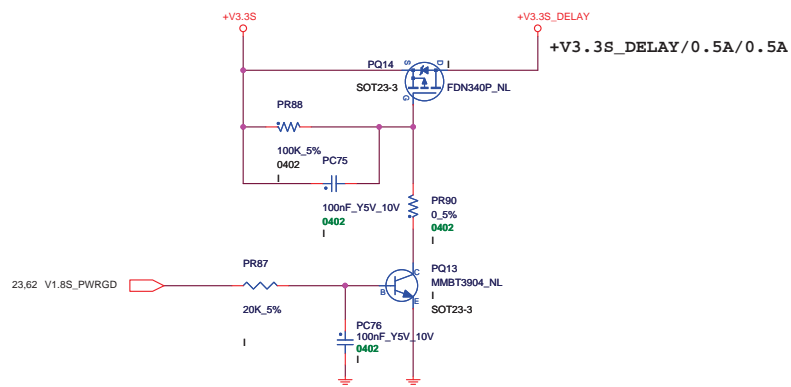 +V3.3S
+V3.3S_DELAY
+V3.3S_DELAY/0.5A/0.5A
PQ14
S
D
I
SOT23-3
G
FDN340P_NL
PR88
100K_5%
0402
I
PC75
100nF_Y5V_10V
0402
I
PR90
0_5%
0402
I
PQ13
C
MMBT3904_NL
B
I
E
SOT23-3
23,62 V1.8S_PWRGD
PR87
20K_5%
I
PC76
100nF_Y5V_10V
0402
I